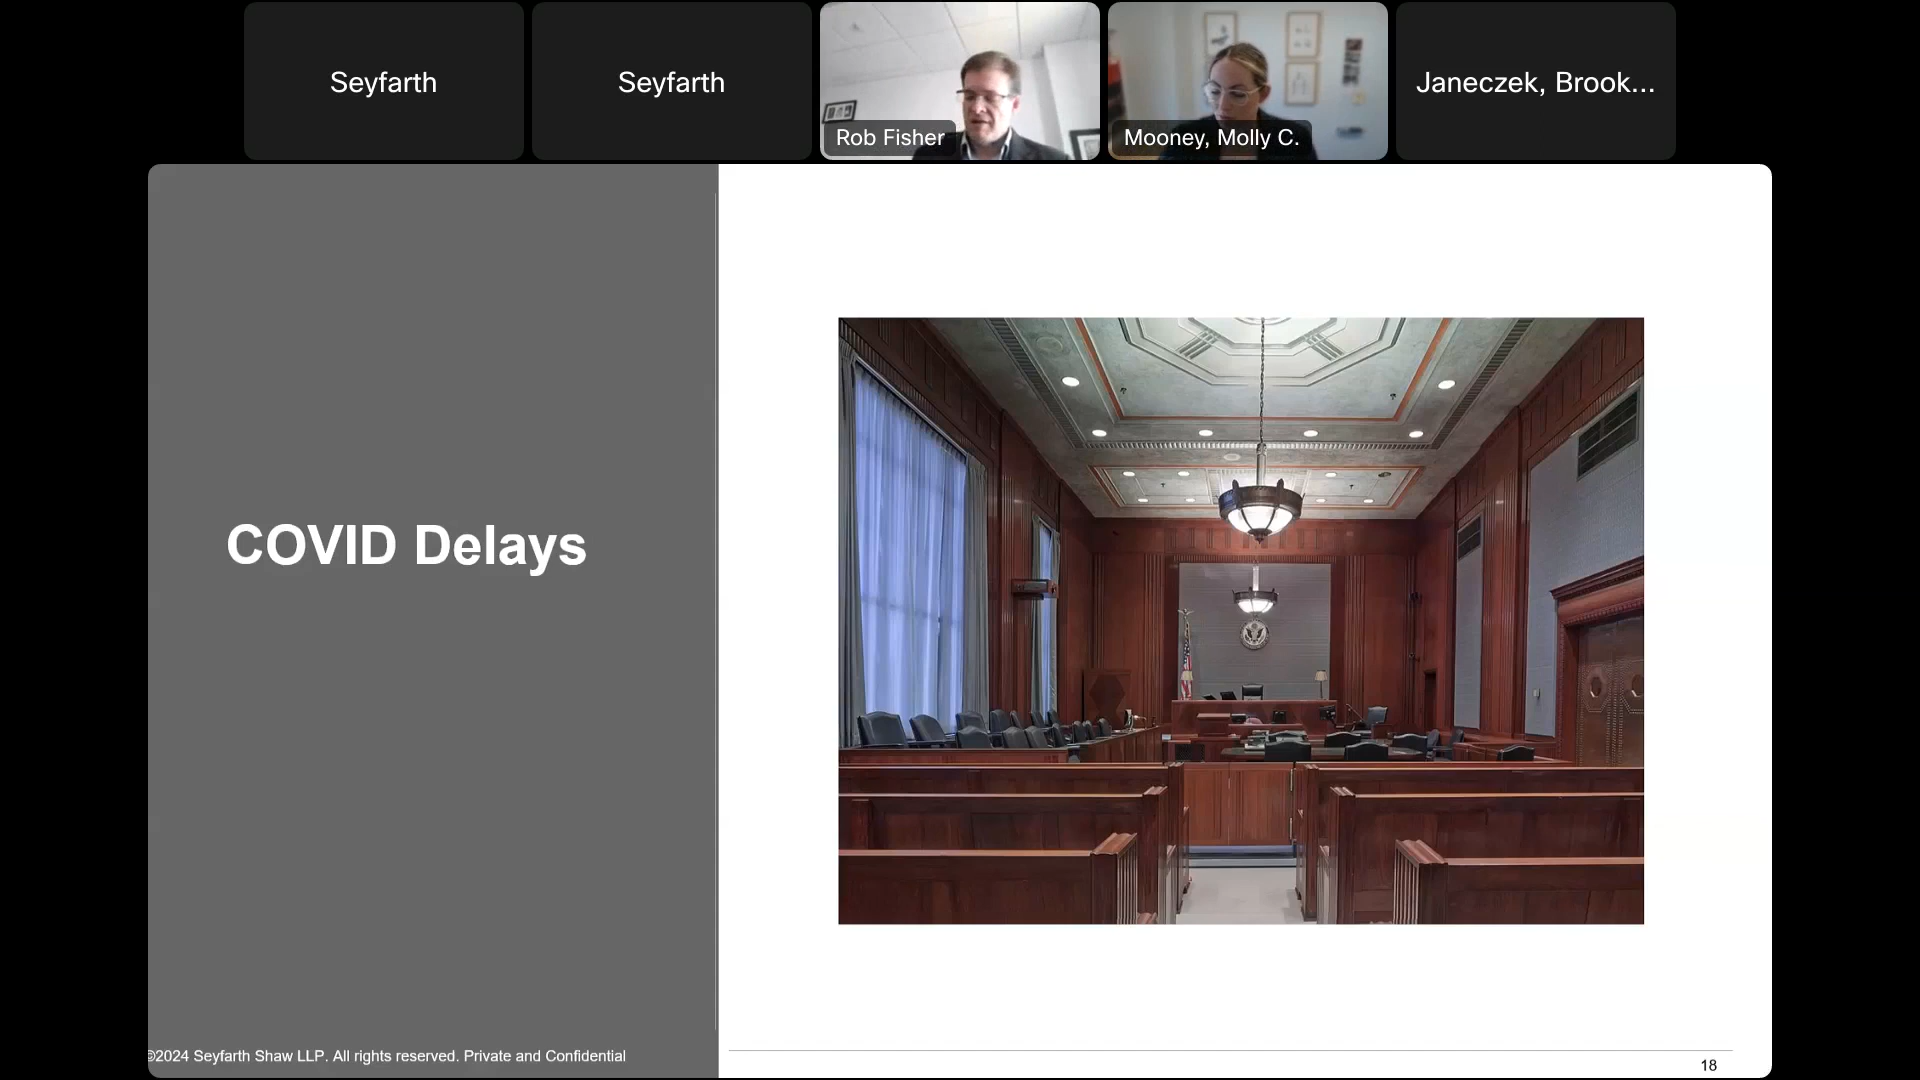 Seyfarth
Seyfarth
Rob Fisher
Mooney, Molly C.
Janeczek, Brook...
COVID Delays
©2024 Seyfarth Shaw LLP. All rights reserved. Private and Confidential
18